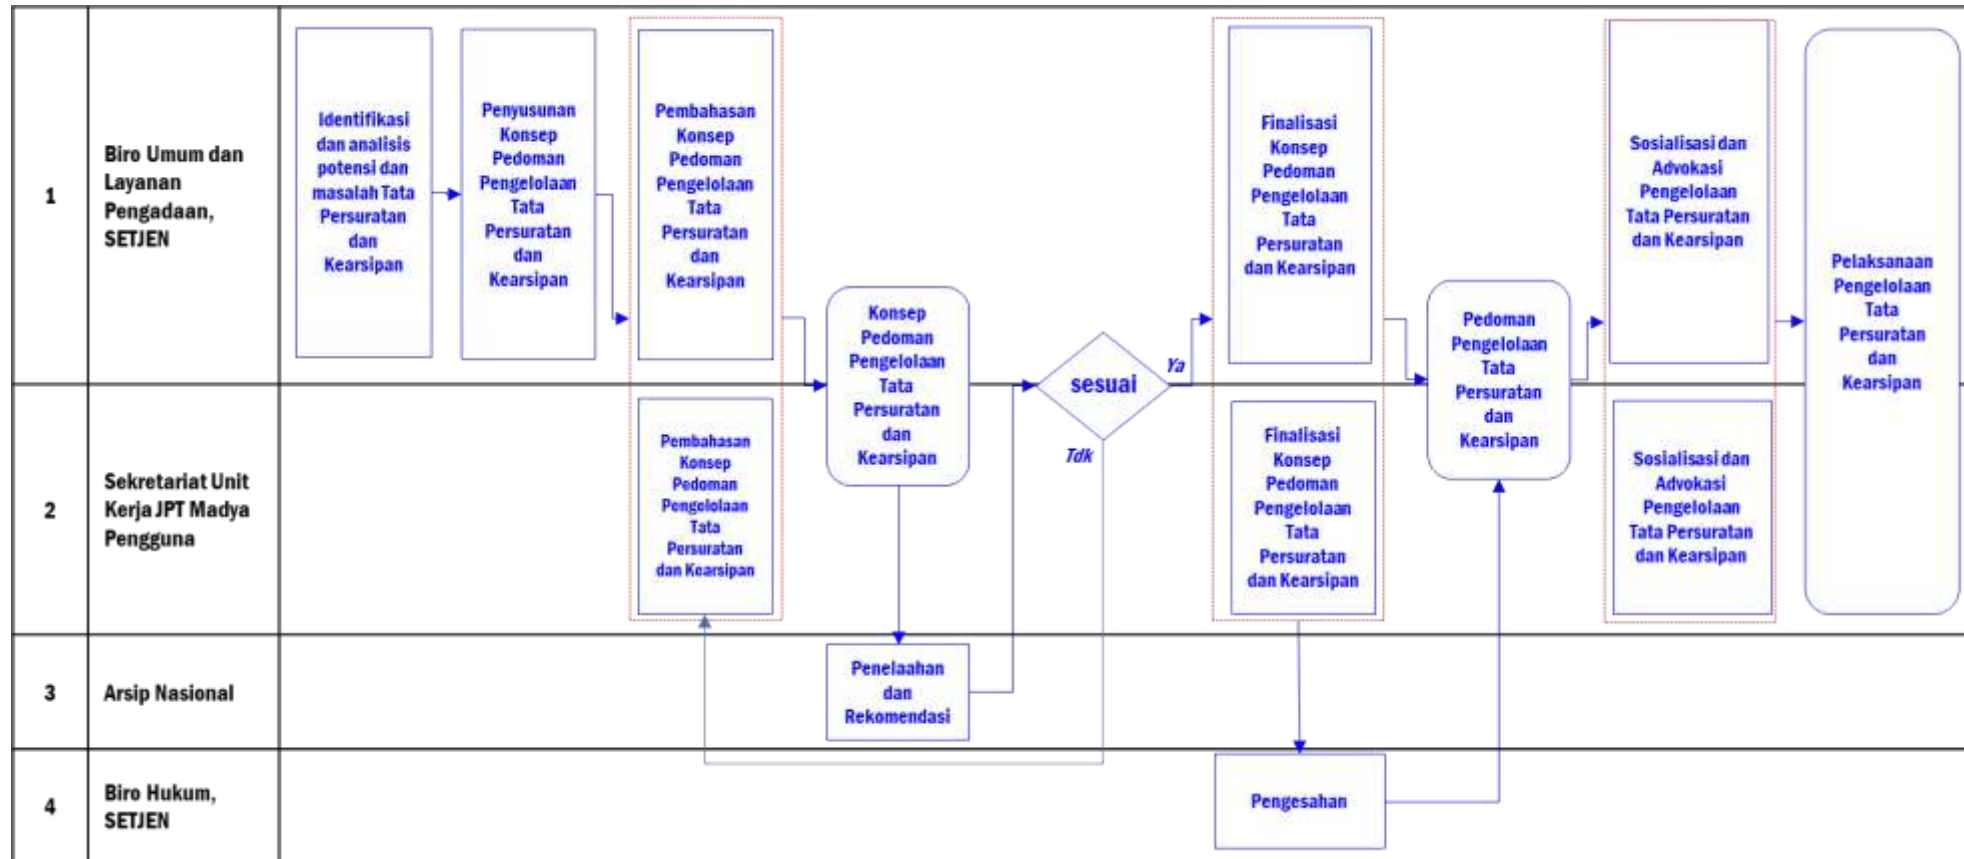 1
Biro Umum dan
Layanan
Pengadaan,
SETJEN
Identifikasi
dan analisis
potensi dan
masalah Tata
Persuratan
dan
Kearsipan
Penyusunan
Konsep
Pedoman
Pengelolaan
Tata
Persuratan
dan
Kearsipan
Pembahasan
Konsep
Pedoman
Pengelolaan
Tata
Persuratan
dan
Kearsipan
Konsep
Pedoman
Pengelolaan
Tata
Persuratan
dan
Kearsipan
sesuai
Ya
Tdk
Finalisasi
Konsep
Pedoman
Pengelolaan
Tata
Persuratan
dan Kearsipan
Pedoman
Pengelolaan
Tata
Persuratan
dan
Kearsipan
Sosialisasi dan
Advokasi
Pengelolaan
Tata Persuratan
dan Kearsipan
Pelaksanaan
Pengelolaan
Tata
Persuratan
dan
Kearsipan
2
Sekretariat Unit
Kerja JPT Madya
Pengguna
Pembahasan
Konsep
Pedoman
Pengelolaan
Tata
Persuratan
dan Kearsipan
Finalisasi
Konsep
Pedoman
Pengelolaan
Tata
Persuratan
dan Kearsipan
Sosialisasi dan
Advokasi
Pengelolaan
Tata Persuratan
dan Kearsipan
3
Arsip Nasional
Penelaahan
dan
Rekomendasi
4
Biro Hukum,
SETJEN
Pengesahan